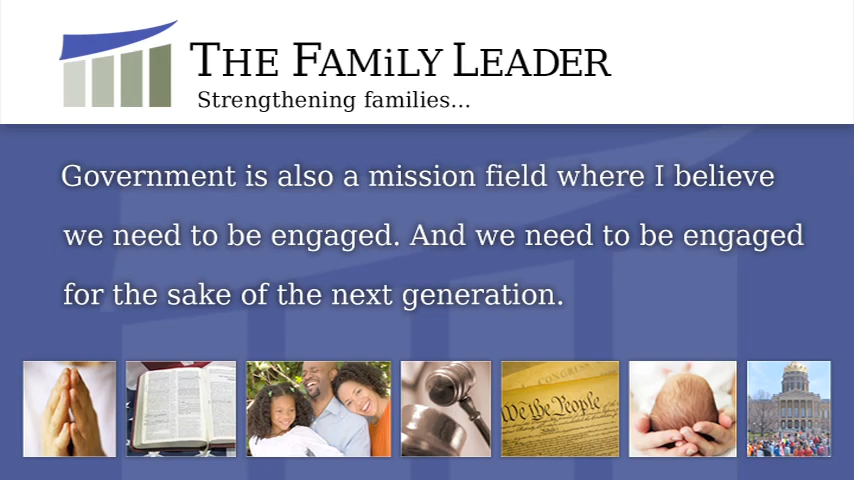 THE FAMiLY LEADER
Strengthening families...
Government is also a mission field where I believe
we need to be engaged. And we need to be engaged
for the sake of the next generation.
CONGRESS
We the People